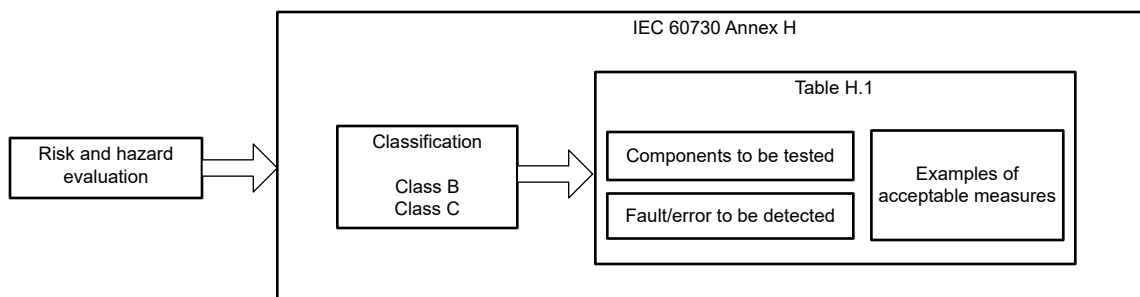 IEC 60730 Annex H
Table H.1
Risk and hazard
evaluation
Classification
Class B
Class C
Components to be tested
Fault/error to be detected
Examples of
acceptable measures